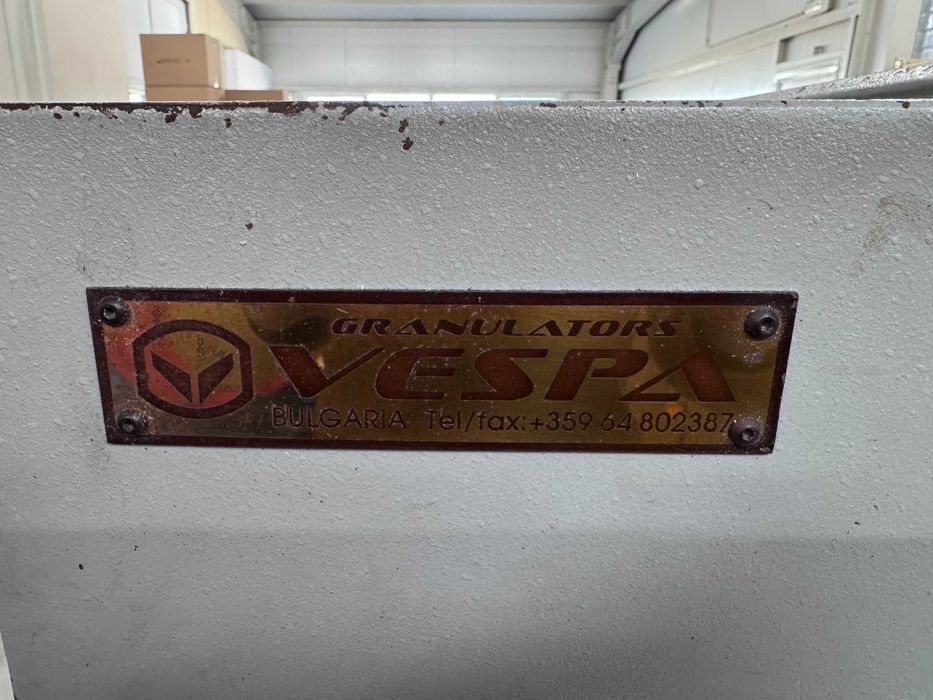 GRANULATORS
VESPA
BULGARIA Tel/fax:+359 64 802387